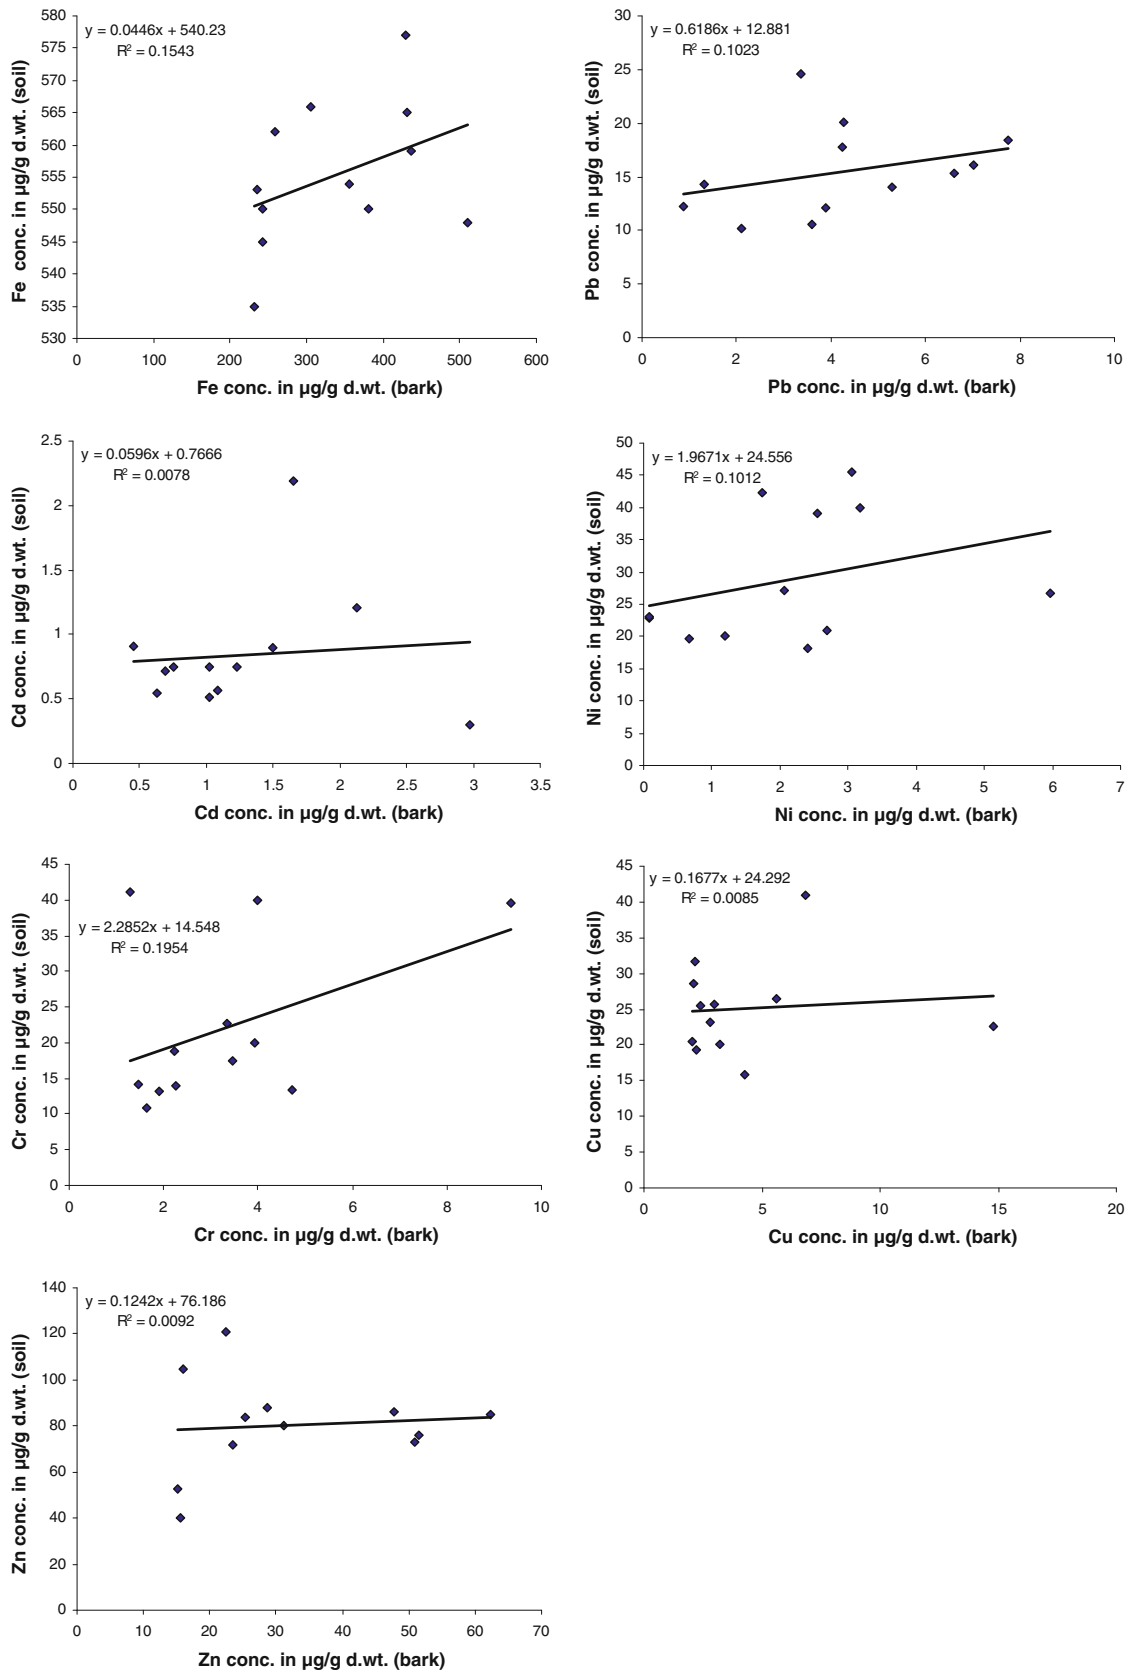 y = 0.0446x + 540.23
R² = 0.1543
580
575
570
565
560
555
550
545
540
535
530
0 100 200 300 400 500 600
Fe conc. in µg/g d.wt. (soil)
Fe conc. in µg/g d.wt. (bark)
y = 0.6186x + 12.881
R² = 0.1023
30
25
20
15
10
5
0
0 2 4 6 8 10
Pb conc. in µg/g d.wt. (soil)
Pb conc. in µg/g d.wt. (bark)
y = 0.0596x + 0.7666
R² = 0.0078
2.5
2
1.5
1
0.5
0
0 0.5 1 1.5 2 2.5 3 3.5
Cd conc. in µg/g d.wt. (soil)
Cd conc. in µg/g d.wt. (bark)
y = 1.9671x + 24.556
R² = 0.1012
50
45
40
35
30
25
20
15
10
5
0
0 1 2 3 4 5 6 7
Ni conc. in µg/g d.wt. (soil)
Ni conc. in µg/g d.wt. (bark)
y = 2.2852x + 14.548
R² = 0.1954
45
40
35
30
25
20
15
10
5
0
0 2 4 6 8 10
Cr conc. in µg/g d.wt. (soil)
Cr conc. in µg/g d.wt. (bark)
y = 0.1677x + 24.292
R² = 0.0085
45
40
35
30
25
20
15
10
5
0
0 5 10 15 20
Cu conc. in µg/g d.wt. (soil)
Cu conc. in µg/g d.wt. (bark)
y = 0.1242x + 76.186
R² = 0.0092
140
120
100
80
60
40
20
0
0 10 20 30 40 50 60 70
Zn conc. in µg/g d.wt. (soil)
Zn conc. in µg/g d.wt. (bark)